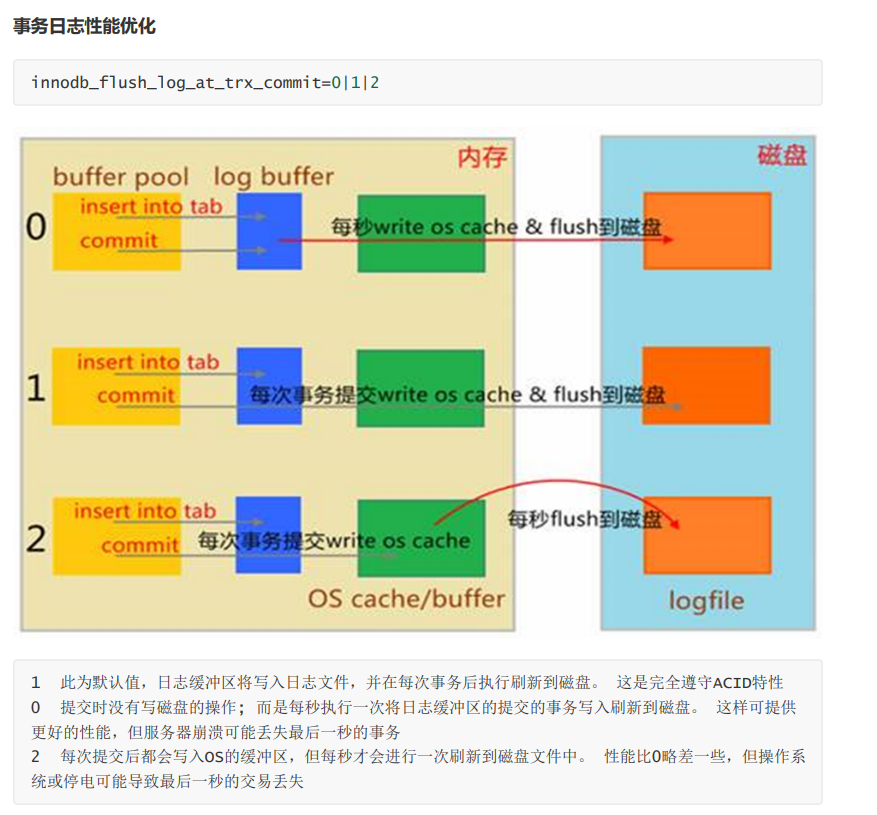 事务日志性能优化
innodb_flush_log_at_trx_commit=0|1|2
内存
磁盘
buffer pool log buffer
0
insert into tab
commit
每秒write os cache & flush到磁盘
1
insert into tab
commit
每次事务提交write os cache & flush到磁盘
2
insert into tab
commit
每次事务提交write os cache
每秒flush到磁盘
OS cache/buffer
logfile
1 此为默认值，日志缓冲区将写入日志文件，并在每次事务后执行刷新到磁盘。 这是完全遵守ACID特性
0 提交时没有写磁盘的操作; 而是每秒执行一次将日志缓冲区的提交的事务写入刷新到磁盘。 这样可提供
更好的性能，但服务器崩溃可能丢失最后一秒的事务
2 每次提交后都会写入OS的缓冲区，但每秒才会进行一次刷新到磁盘文件中。 性能比0略差一些，但操作系
统或停电可能导致最后一秒的交易丢失